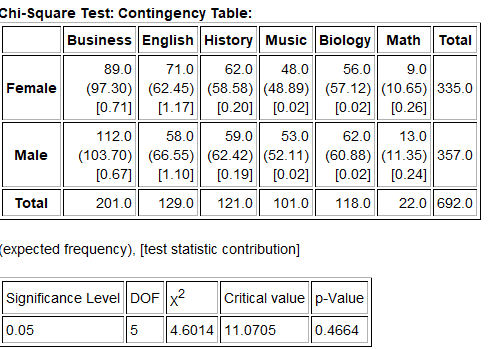 Chi-Square Test: Contingency Table:
Business English History Music Biology Math Total
89.0 71.0 62.0 48.0 56.0 9.0
Female (97.30) (62.45) (58.58) (48.89) (57.12) (10.65) 335.0
[0.71] [1.17] [0.20] [0.02] [0.02] [0.26]
112.0 58.0 59.0 53.0 62.0 13.0
Male (103.70) (66.55) (62.42) (52.11) (60.88) (11.35) 357.0
[0.67] [1.10] [0.19] [0.02] [0.02] [0.24]
Total 201.0 129.0 121.0 101.0 118.0 22.0 692.0
(expected frequency), [test statistic contribution]
Significance Level DOF χ² Critical value p-Value
0.05 5 4.6014 11.0705 0.4664